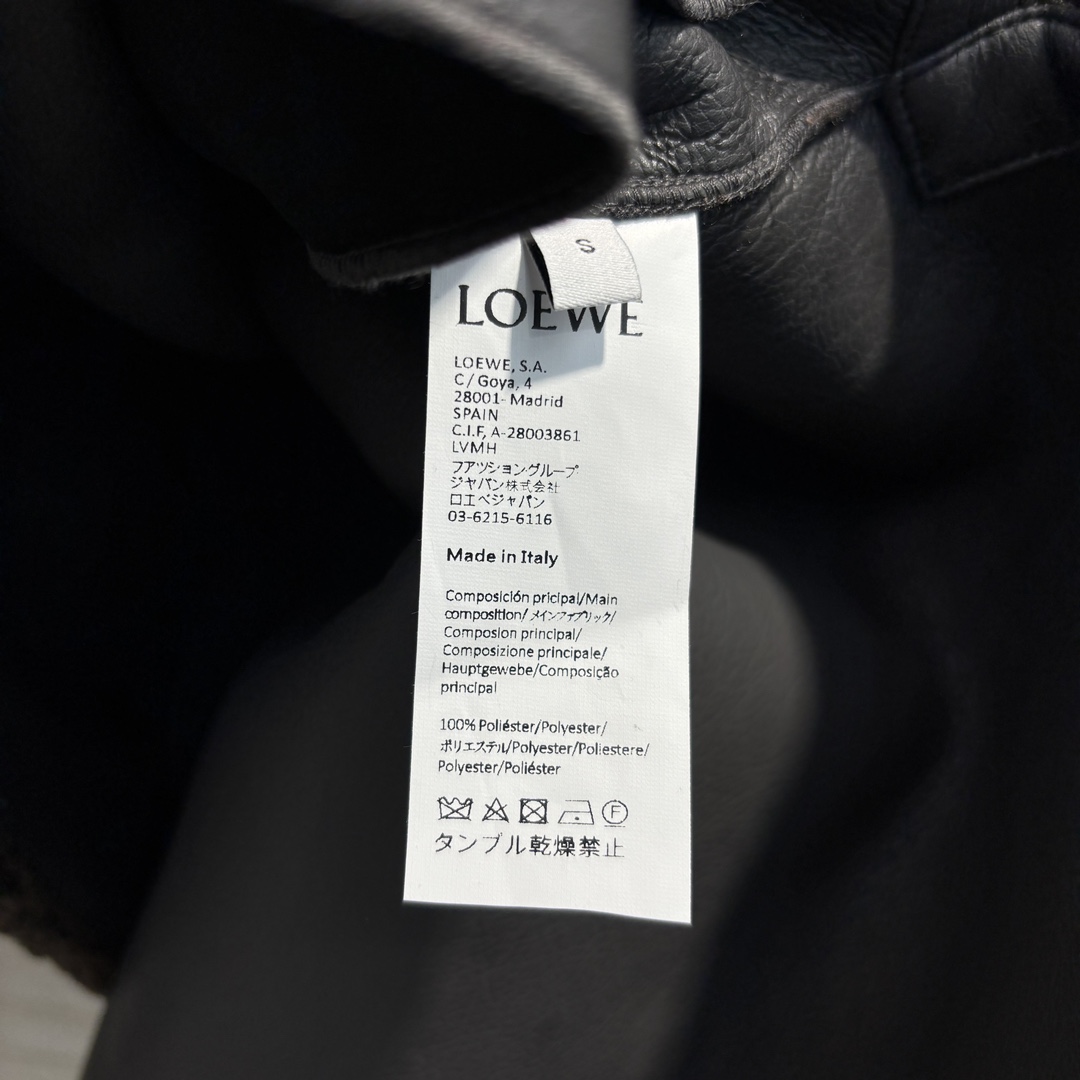 S
LOEWE
LOEWE, S.A.
C/ Goya, 4
28001- Madrid
SPAIN
C.I.F, A-28003861
LVMH
フアツション·グループ
ジヤパン株式会社
ロエベジャパン
03-6215-6116
Made in Italy
Composición pricipal/Main
composition/ メインファブリック/
Composion principal/
Composizione principale/
Hauptgewebe/Composição
principal
100% Poliéster/Polyester/
ポリエステル/Polyester/Poliestere/
Polyester/Poliéster
F
タンブル乾燥禁止